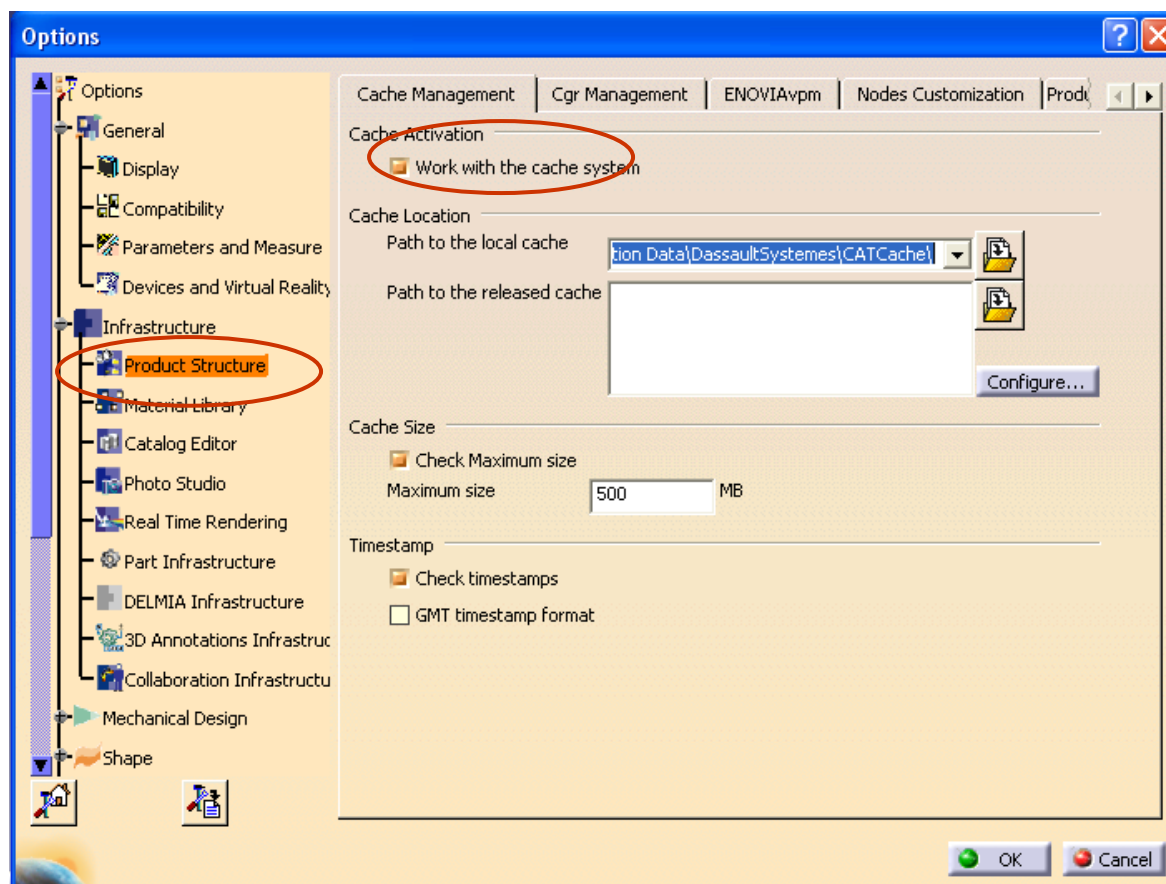 Options
Options
General
Display
Compatibility
Parameters and Measure
Devices and Virtual Reality
Infrastructure
Product Structure
Material Library
Catalog Editor
Photo Studio
Real Time Rendering
Part Infrastructure
DELMIA Infrastructure
3D Annotations Infrastruc
Collaboration Infrastructu
Mechanical Design
Shape
Cache Management Cgr Management ENOVIAvpm Nodes Customization Produ
Cache Activation
Work with the cache system
Cache Location
Path to the local cache tion Data\DassaultSystemes\CATCache\
Path to the released cache
Configure...
Cache Size
Check Maximum size
Maximum size 500 MB
Timestamp
Check timestamps
GMT timestamp format
OK Cancel